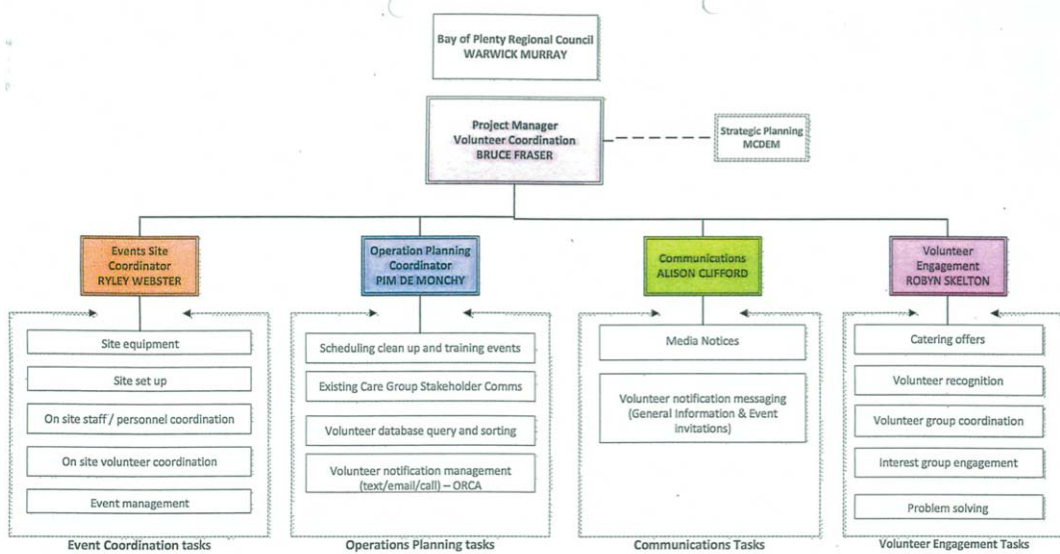 Bay of Plenty Regional Council
WARWICK MURRAY
Project Manager
Volunteer Coordination
BRUCE FRASER
Strategic Planning
MCDEM
Events Site
Coordinator
RYLEY WEBSTER
Operation Planning
Coordinator
PIM DE MONCHY
Communications
ALISON CLIFFORD
Volunteer
Engagement
ROBYN SKELTON
Site equipment
Site set up
On site staff / personnel coordination
On site volunteer coordination
Event management
Event Coordination tasks
Scheduling clean up and training events
Existing Care Group Stakeholder Comms
Volunteer database query and sorting
Volunteer notification management
(text/email/call) – ORCA
Operations Planning tasks
Media Notices
Volunteer notification messaging
(General Information & Event
invitations)
Communications Tasks
Catering offers
Volunteer recognition
Volunteer group coordination
Interest group engagement
Problem solving
Volunteer Engagement Tasks